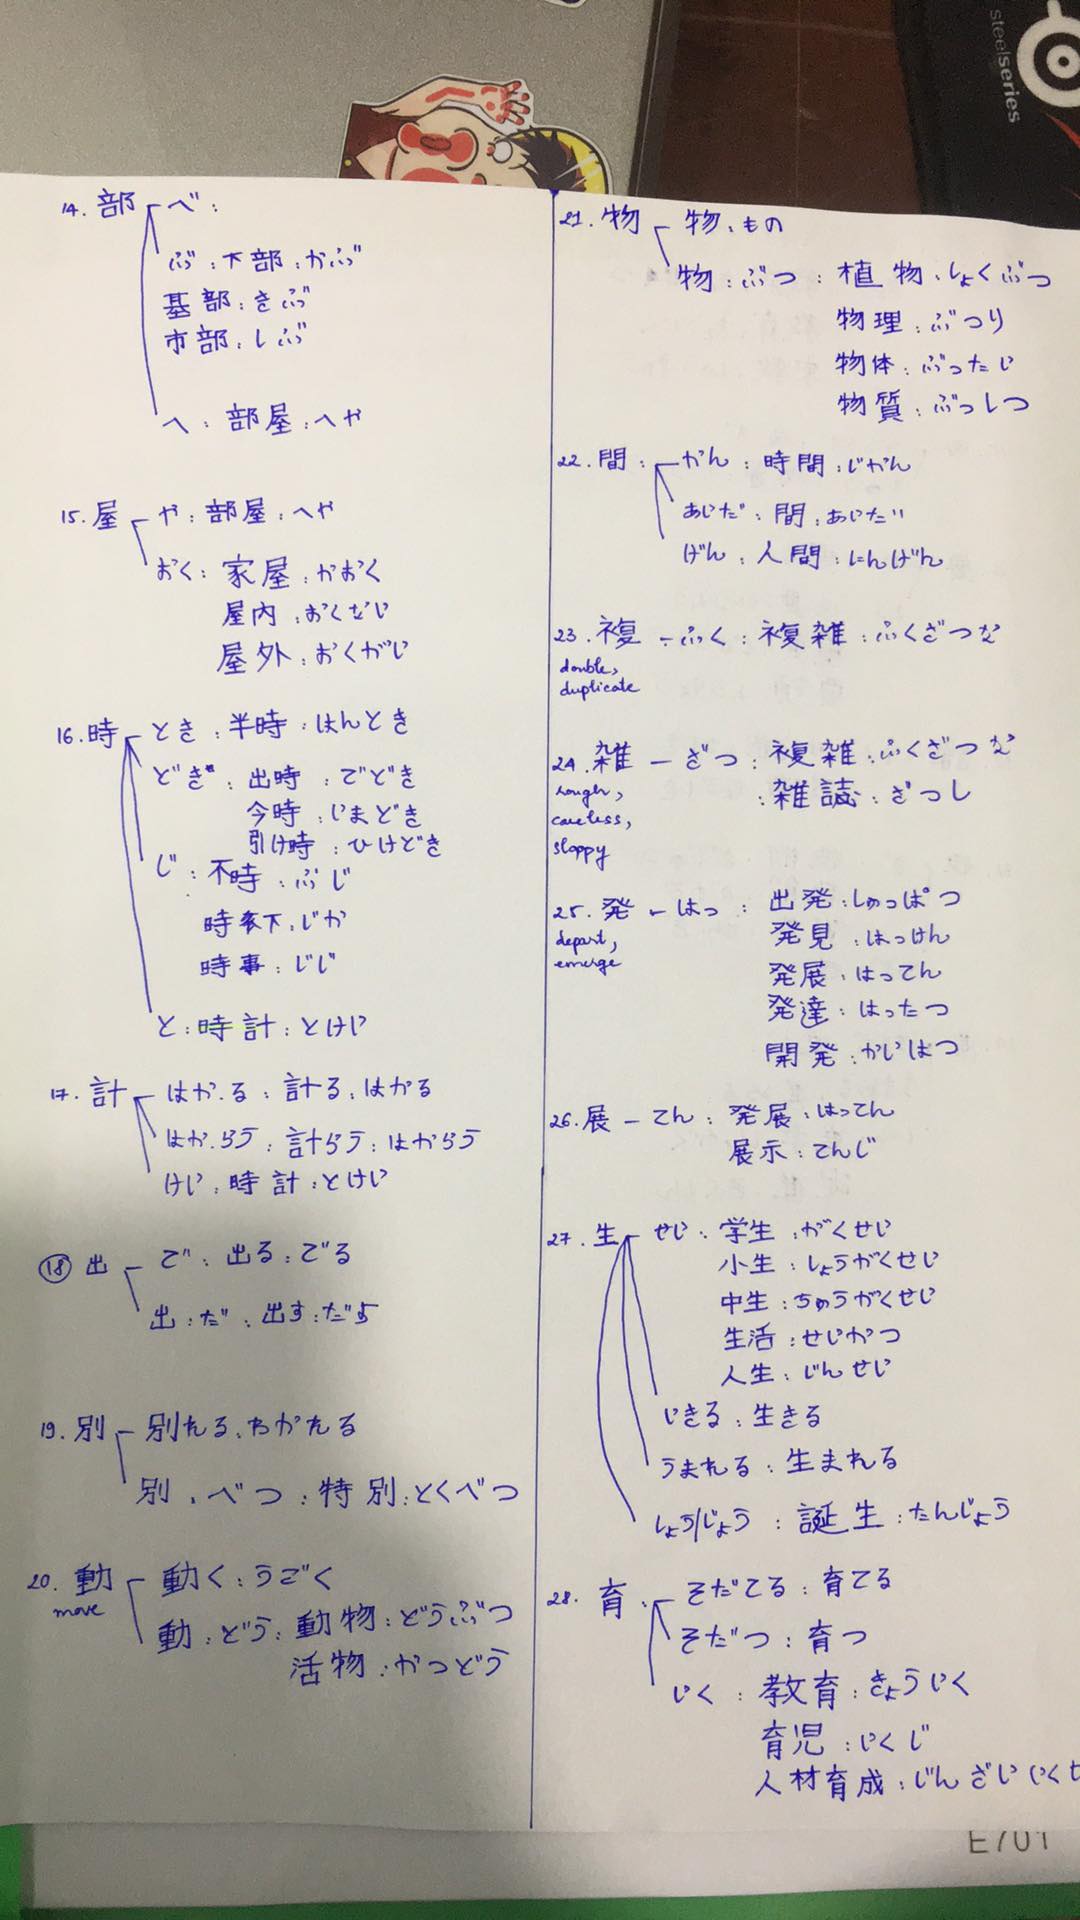 steelseries
14. 部 - べ :
ぶ : 下部 : かぶ
基部 : きぶ
市部 : しぶ
へ : 部屋 : へや
15. 屋 - や : 部屋 : へや
おく : 家屋 : かおく
屋内 : おくない
屋外 : おくがい
16. 時 - とき : 半時 : はんとき
どき : 出時 : でどき
今時 : いまどき
引け時 : ひけどき
じ : 不時 : ふじ
時下 : じか
時事 : じじ
と : 時計 : とけい
17. 計 - はか.る : 計る : はかる
はか.らう : 計らう : はからう
けい : 時計 : とけい
18 出 - で : 出る : でる
出 : だ : 出す : だす
19. 別 - 別れる : わかれる
別 : べつ : 特別 : とくべつ
20. 動 - 動く : うごく
move
動 : どう : 動物 : どうぶつ
活物 : かつどう
21. 物 - 物 : もの
物 : ぶつ : 植物 : しょくぶつ
物理 : ぶつり
物体 : ぶったい
物質 : ぶっしつ
22. 間 : - かん : 時間 : じかん
あいだ : 間 : あいだ
げん : 人間 : にんげん
23. 複 - ふく : 複雑 : ふくざつな
double,
duplicate
24. 雑 - ざつ : 複雑 : ふくざつな
rough,
: 雑誌 : ざっし
careless,
sloppy
25. 発 - はっ : 出発 : しゅっぱつ
depart,
発見 : はっけん
emerge
発展 : はってん
発達 : はったつ
開発 : かいはつ
26. 展 - てん : 発展 : はってん
展示 : てんじ
27. 生 - せい : 学生 : がくせい
小生 : しょうがくせい
中生 : ちゅうがくせい
生活 : せいかつ
人生 : じんせい
いきる : 生きる
うまれる : 生まれる
しょう/じょう : 誕生 : たんじょう
28. 育 - そだてる : 育てる
そだつ : 育つ
いく : 教育 : きょういく
育児 : いくじ
人材育成 : じんざいいく
E701